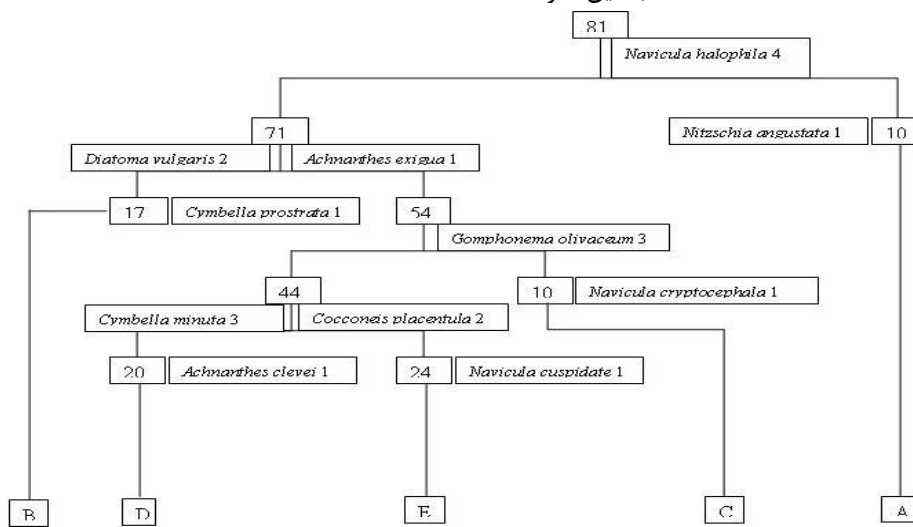 81
Navicula halophila 4
71
Nitzschia angustata 1
10
Diatoma vulgaris 2
Achnanthes exigua 1
17
Cymbella prostrata 1
54
Gomphonema olivaceum 3
44
10
Navicula cryptocephala 1
Cymbella minuta 3
Cocconeis placentula 2
20
Achnanthes clevei 1
24
Navicula cuspidate 1
B
D
E
C
A